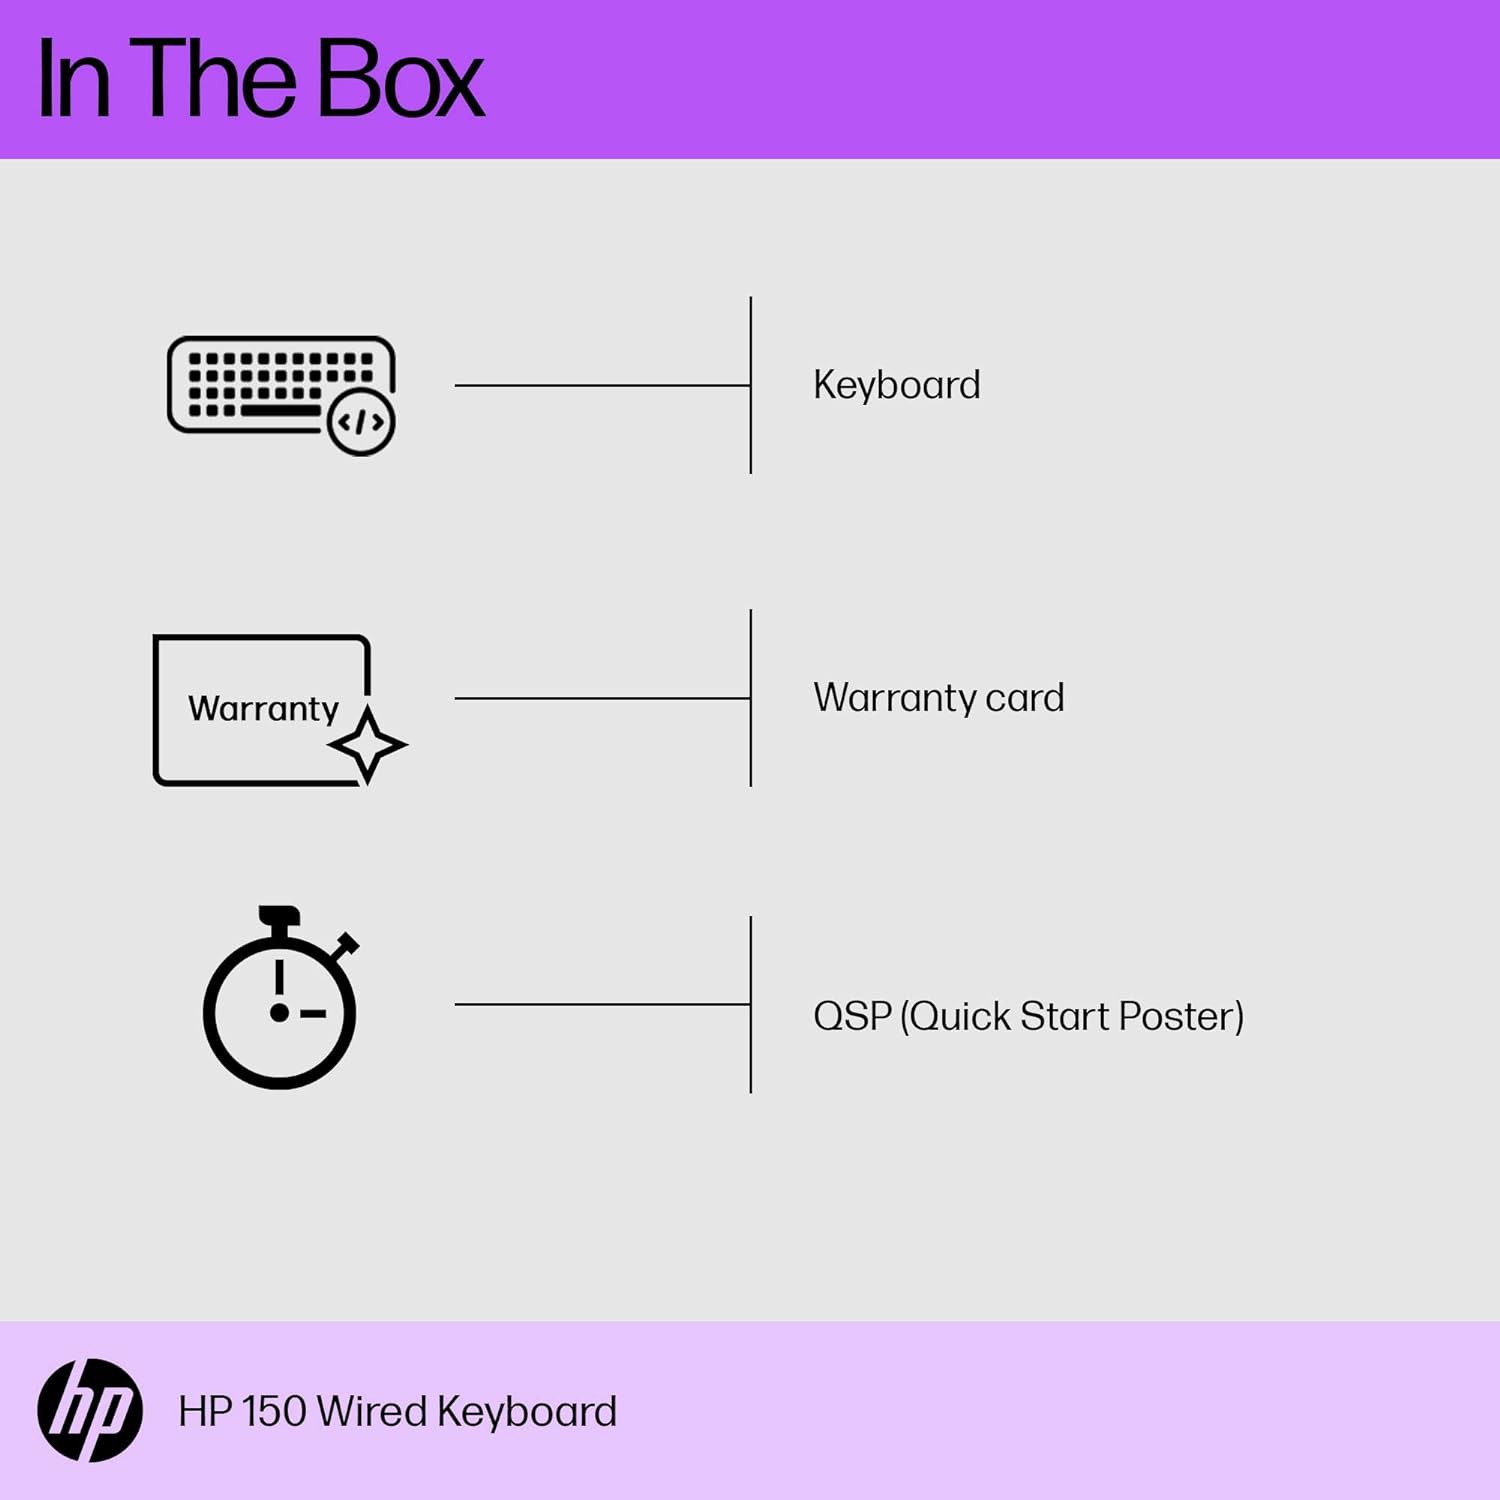 In The Box
Keyboard
Warranty
Warranty card
QSP (Quick Start Poster)
hp
HP 150 Wired Keyboard